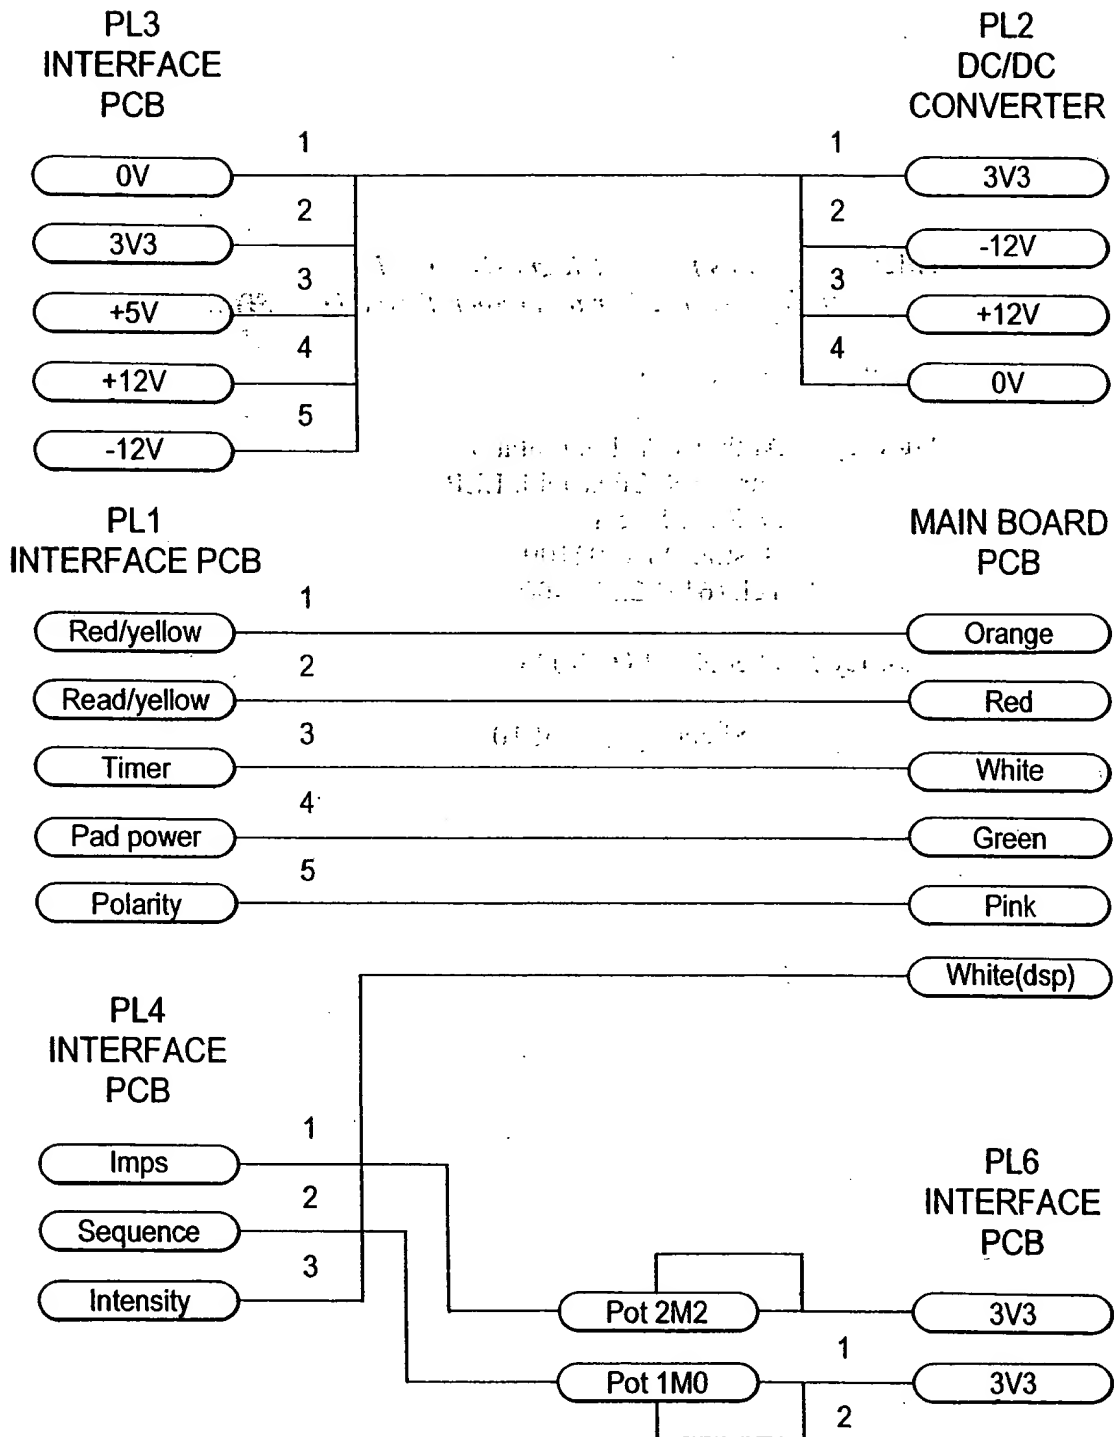 PL3
INTERFACE
PCB
PL2
DC/DC
CONVERTER
1
1
0V
3V3
2
2
3V3
-12V
3
3
+5V
+12V
4
4
+12V
0V
5
-12V
PL1
INTERFACE PCB
MAIN BOARD
PCB
1
Red/yellow
Orange
2
Read/yellow
Red
3
Timer
White
4
Pad power
Green
5
Polarity
Pink
White(dsp)
PL4
INTERFACE
PCB
1
Imps
2
Sequence
3
Intensity
PL6
INTERFACE
PCB
Pot 2M2
3V3
1
Pot 1M0
3V3
2